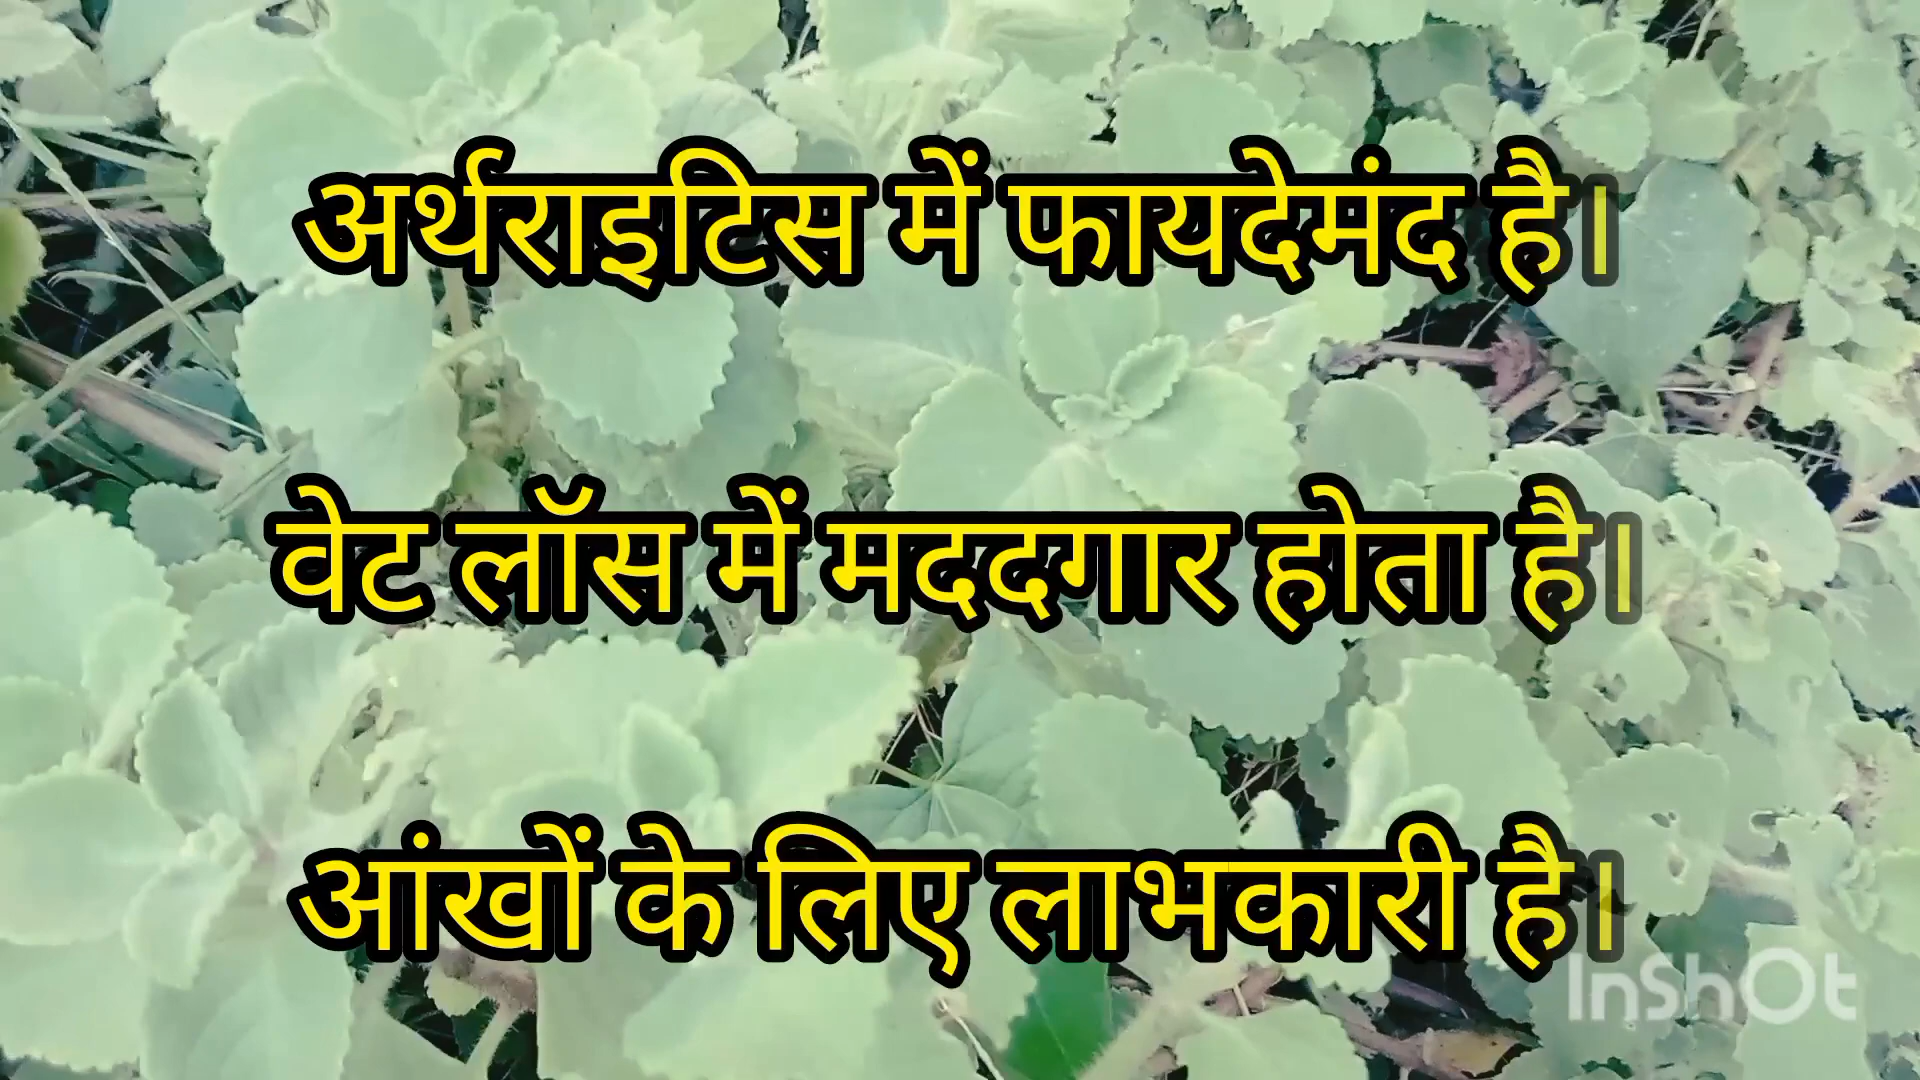 अर्थराइटिस में फायदेमंद है।
वेट लॉस में मददगार होता है।
आंखों के लिए लाभकारी है।
InShOt